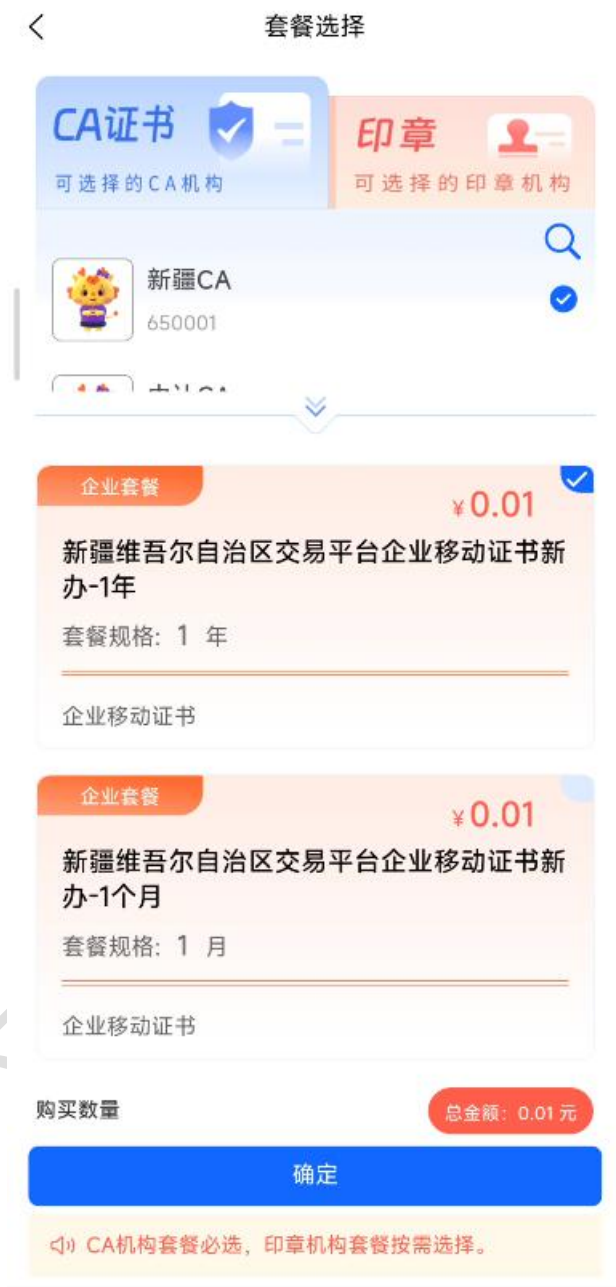 套餐选择
CA证书
可选择的CA机构
印章
可选择的印章机构
新疆CA
650001
企业套餐
¥0.01
新疆维吾尔自治区交易平台企业移动证书新
办-1年
套餐规格: 1 年
企业移动证书
企业套餐
¥0.01
新疆维吾尔自治区交易平台企业移动证书新
办-1个月
套餐规格: 1 月
企业移动证书
购买数量
总金额: 0.01 元
确定
CA机构套餐必选，印章机构套餐按需选择。